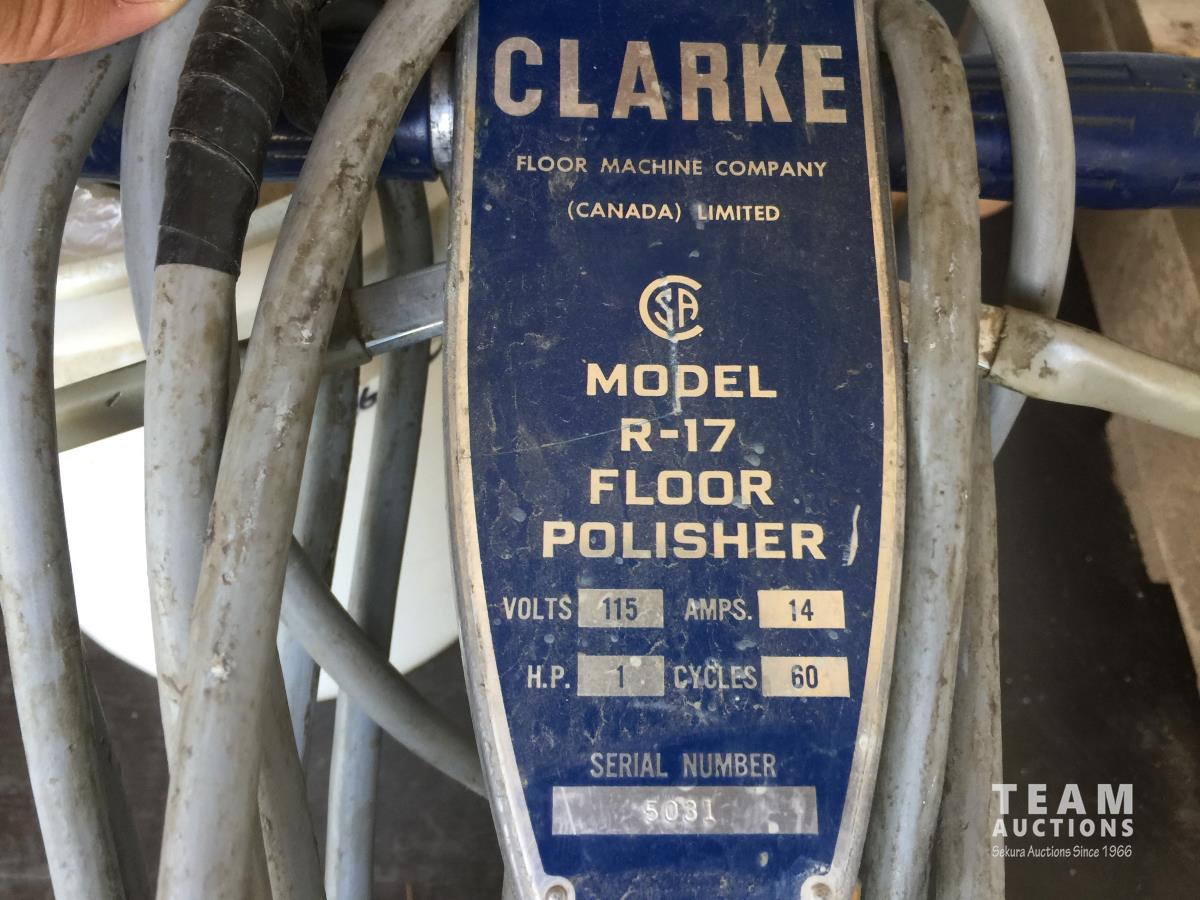 CLARKE
FLOOR MACHINE COMPANY
(CANADA) LIMITED
CSA
MODEL
R-17
FLOOR
POLISHER
VOLTS 115 AMPS. 14
H.P. 1 CYCLES 60
SERIAL NUMBER
5031
TEAM
AUCTIONS
Sekura Auctions Since 1966